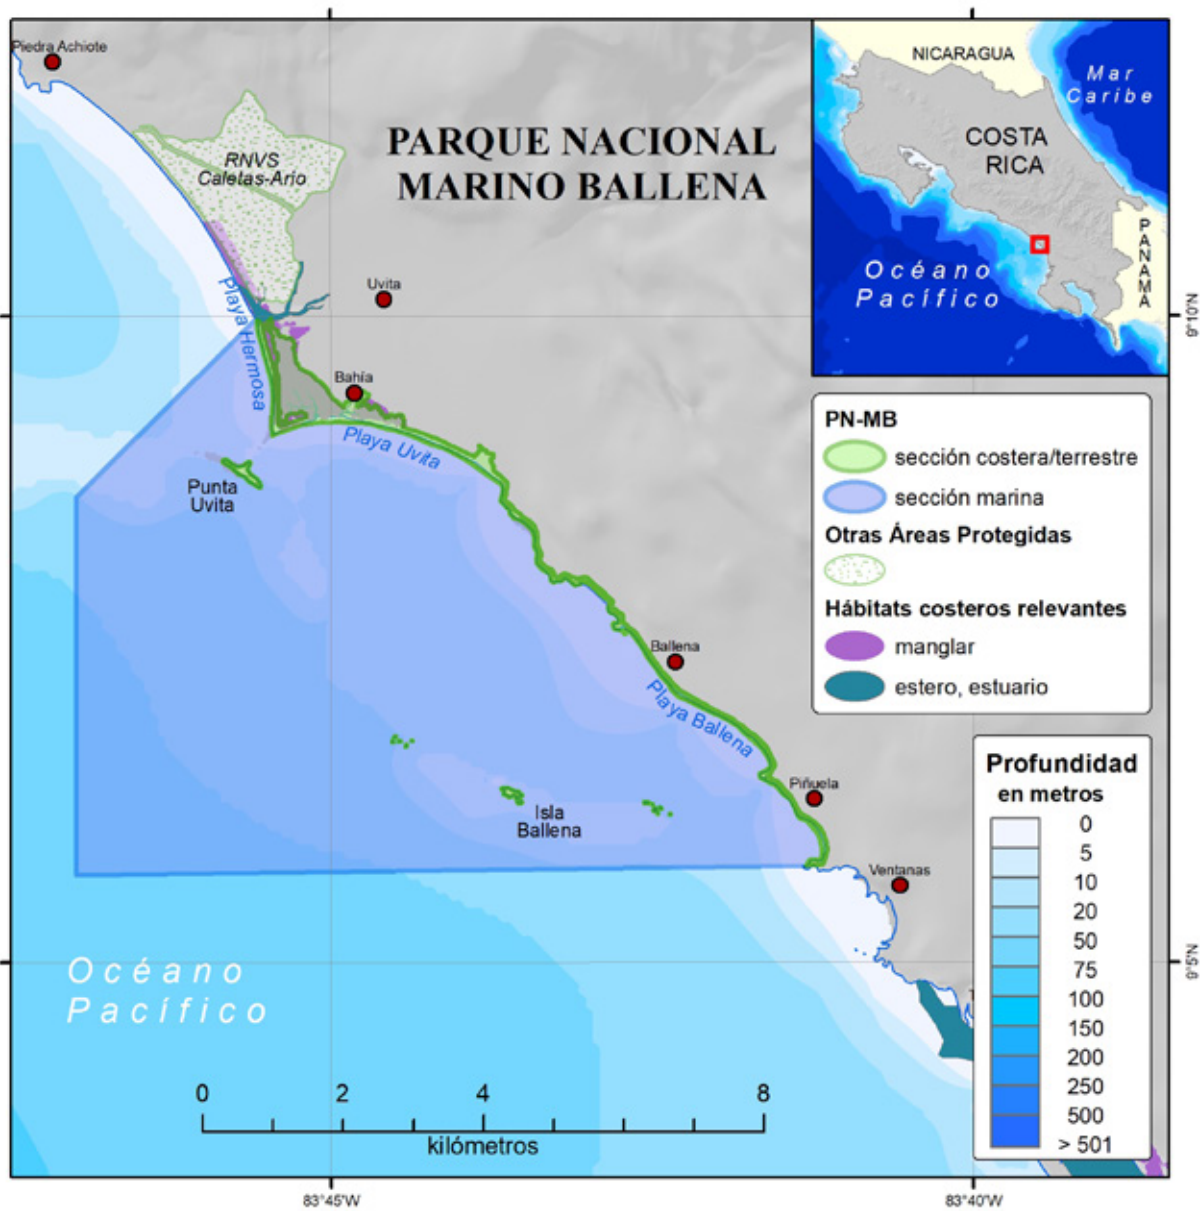 Piedra Achiote
RNVS
Caletas-Ario
PARQUE NACIONAL
MARINO BALLENA
NICARAGUA
Mar
Caribe
COSTA
RICA
PANAMA
Océano
Pacífico
Uvita
Playa Hermosa
Bahía
Playa Uvita
Punta
Uvita
9°10'N
PN-MB
sección costera/terrestre
sección marina
Otras Áreas Protegidas
Hábitats costeros relevantes
manglar
estero, estuario
Ballena
Playa Ballena
Piñuela
Isla
Ballena
Ventanas
Profundidad
en metros
0
5
10
20
50
75
100
150
200
250
500
> 501
9°5'N
Océano
Pacífico
0 2 4 8
kilómetros
83°45'W
83°40'W